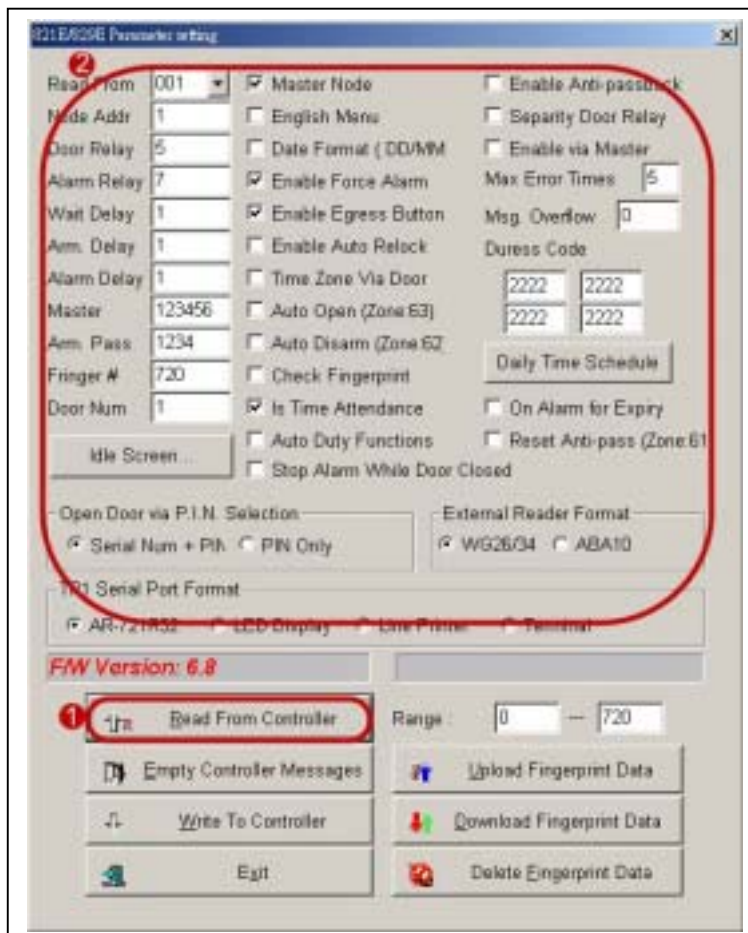 821E/829E Parameter setting
2
Read From 001 Master Node Enable Anti-passback
Node Addr 1 English Menu Separity Door Relay
Door Relay 5 Date Format ( DD/MM Enable via Master
Alarm Relay 7 Enable Force Alarm Max Error Times 5
Wait Delay 1 Enable Egress Button Msg. Overflow 0
Arm. Delay 1 Enable Auto Relock Duress Code
Alarm Delay 1 Time Zone Via Door 2222 2222
Master 123456 Auto Open (Zone:63) 2222 2222
Arm. Pass 1234 Auto Disarm (Zone:62 Daily Time Schedule
Fringer # 720 Check Fingerprint
Door Num 1 Is Time Attendance On Alarm for Expiry
Idle Screen ... Auto Duty Functions Reset Anti-pass (Zone:61
Stop Alarm While Door Closed
Open Door via P.I.N. Selection External Reader Format
Serial Num + PIN PIN Only WG26/34 ABA10
TR1 Serial Port Format
AR-721RS2 LED Display Line Printer Terminal
F/W Version: 6.8
1 Read From Controller Range : 0 --- 720
Empty Controller Messages Upload Fingerprint Data
Write To Controller Download Fingerprint Data
Exit Delete Fingerprint Data